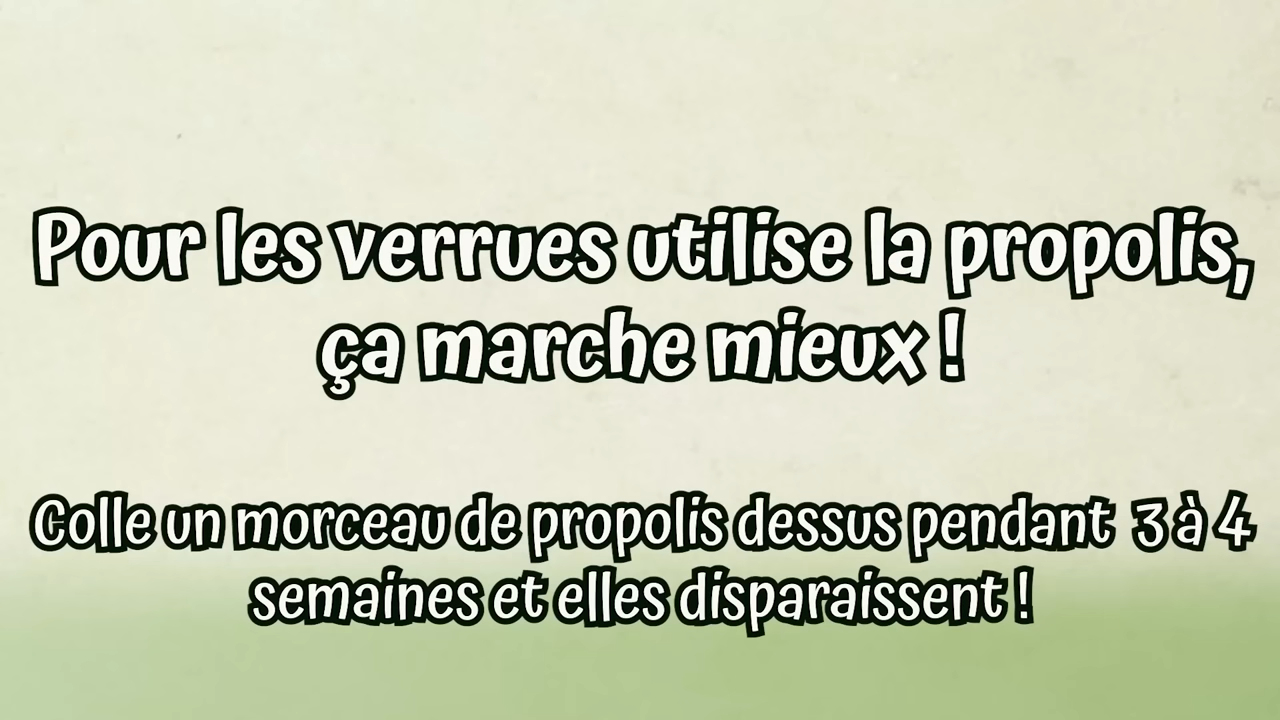 Pour les verrues utilise la propolis,
ça marche mieux !
Colle un morceau de propolis dessus pendant 3 à 4
semaines et elles disparaissent !